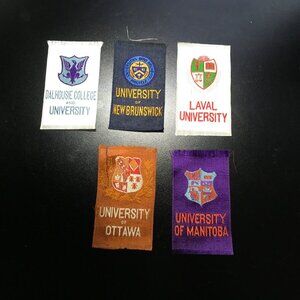 DALHOUSIE COLLEGE
AND
UNIVERSITY
UNIVERSITY
OF
NEW BRUNSWICK
LAVAL
UNIVERSITY
UNIVERSITY
OF
OTTAWA
UNIVERSITY
OF MANITOBA